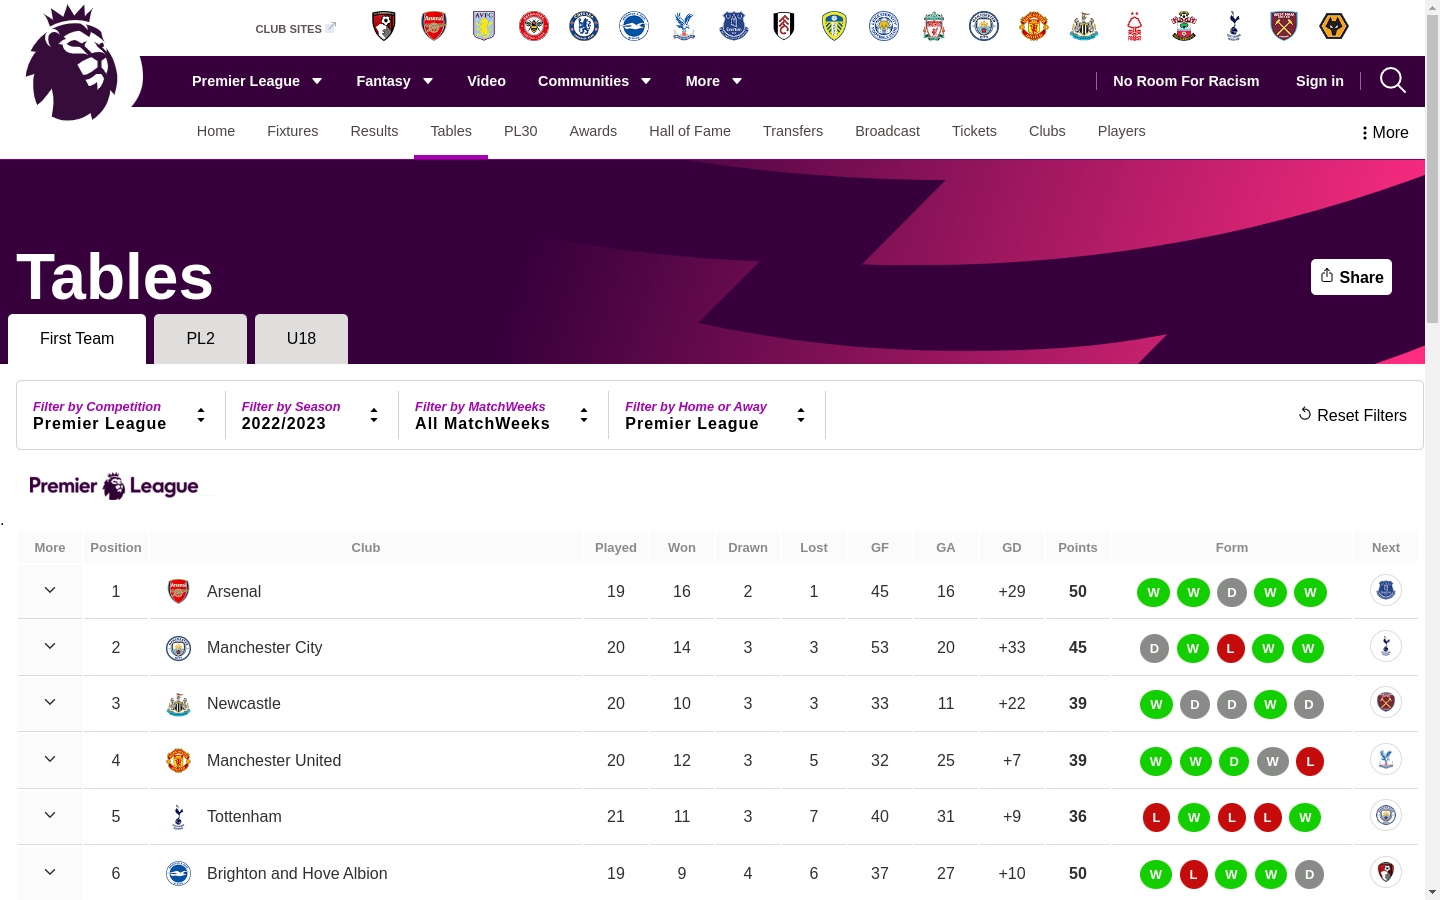 CLUB SITES
Premier League Fantasy Video Communities More No Room For Racism Sign in
Home Fixtures Results Tables PL30 Awards Hall of Fame Transfers Broadcast Tickets Clubs Players More
Tables
Share
First Team PL2 U18
Filter by Competition Filter by Season Filter by MatchWeeks Filter by Home or Away
Premier League 2022/2023 All MatchWeeks Premier League Reset Filters
Premier League
.
More Position Club Played Won Drawn Lost GF GA GD Points Form Next
1 Arsenal 19 16 2 1 45 16 +29 50 W W D W W
2 Manchester City 20 14 3 3 53 20 +33 45 D W L W W
3 Newcastle 20 10 3 3 33 11 +22 39 W D D W D
4 Manchester United 20 12 3 5 32 25 +7 39 W W D W L
5 Tottenham 21 11 3 7 40 31 +9 36 L W L L W
6 Brighton and Hove Albion 19 9 4 6 37 27 +10 50 W L W W D